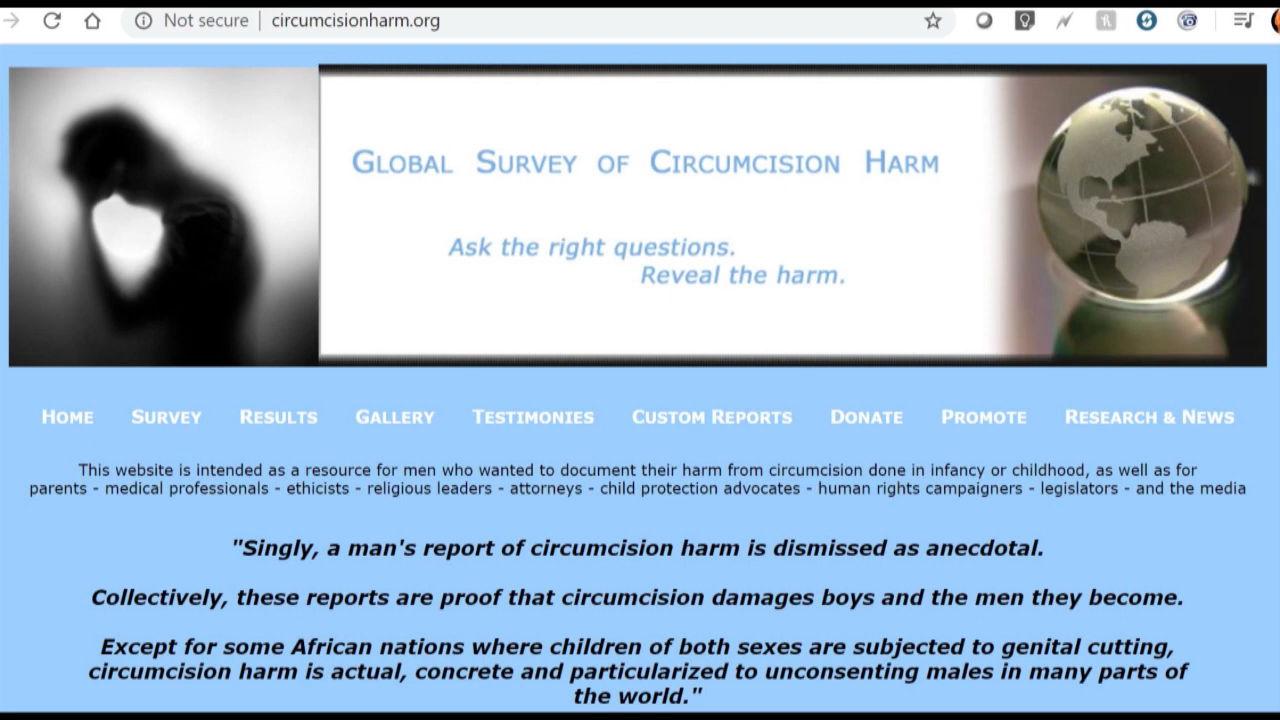 Not secure | circumcisionharm.org
Global Survey of Circumcision Harm
Ask the right questions.
Reveal the harm.
Home Survey Results Gallery Testimonies Custom Reports Donate Promote Research & News
This website is intended as a resource for men who wanted to document their harm from circumcision done in infancy or childhood, as well as for
parents - medical professionals - ethicists - religious leaders - attorneys - child protection advocates - human rights campaigners - legislators - and the media
"Singly, a man's report of circumcision harm is dismissed as anecdotal.
Collectively, these reports are proof that circumcision damages boys and the men they become.
Except for some African nations where children of both sexes are subjected to genital cutting,
circumcision harm is actual, concrete and particularized to unconsenting males in many parts of
the world."